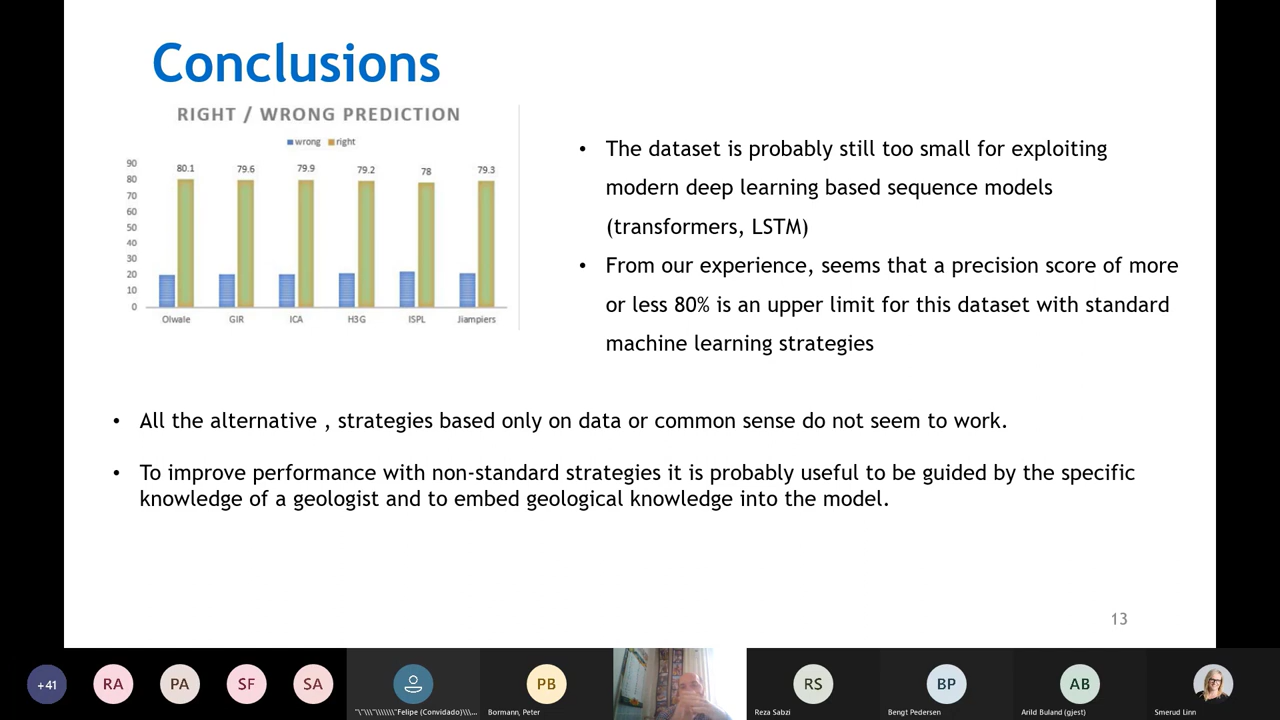 Conclusions
RIGHT / WRONG PREDICTION
wrong right
90
80
70
60
50
40
30
20
10
0
80.1 79.6 79.9 79.2 78 79.3
Olwale GIR ICA H3G ISPL Jiampiers
• The dataset is probably still too small for exploiting
modern deep learning based sequence models
(transformers, LSTM)
• From our experience, seems that a precision score of more
or less 80% is an upper limit for this dataset with standard
machine learning strategies
• All the alternative , strategies based only on data or common sense do not seem to work.
• To improve performance with non-standard strategies it is probably useful to be guided by the specific
knowledge of a geologist and to embed geological knowledge into the model.
13
+41 RA PA SF SA PB RS BP AB
Felipe (Convidado) Bormann, Peter Reza Sabzi Bengt Pedersen Arild Buland (gjest) Smerud Linn